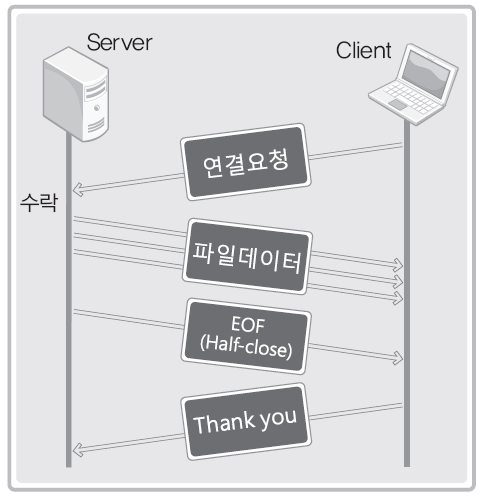 Server
Client
연결요청
수락
파일데이터
EOF
(Half-close)
Thank you